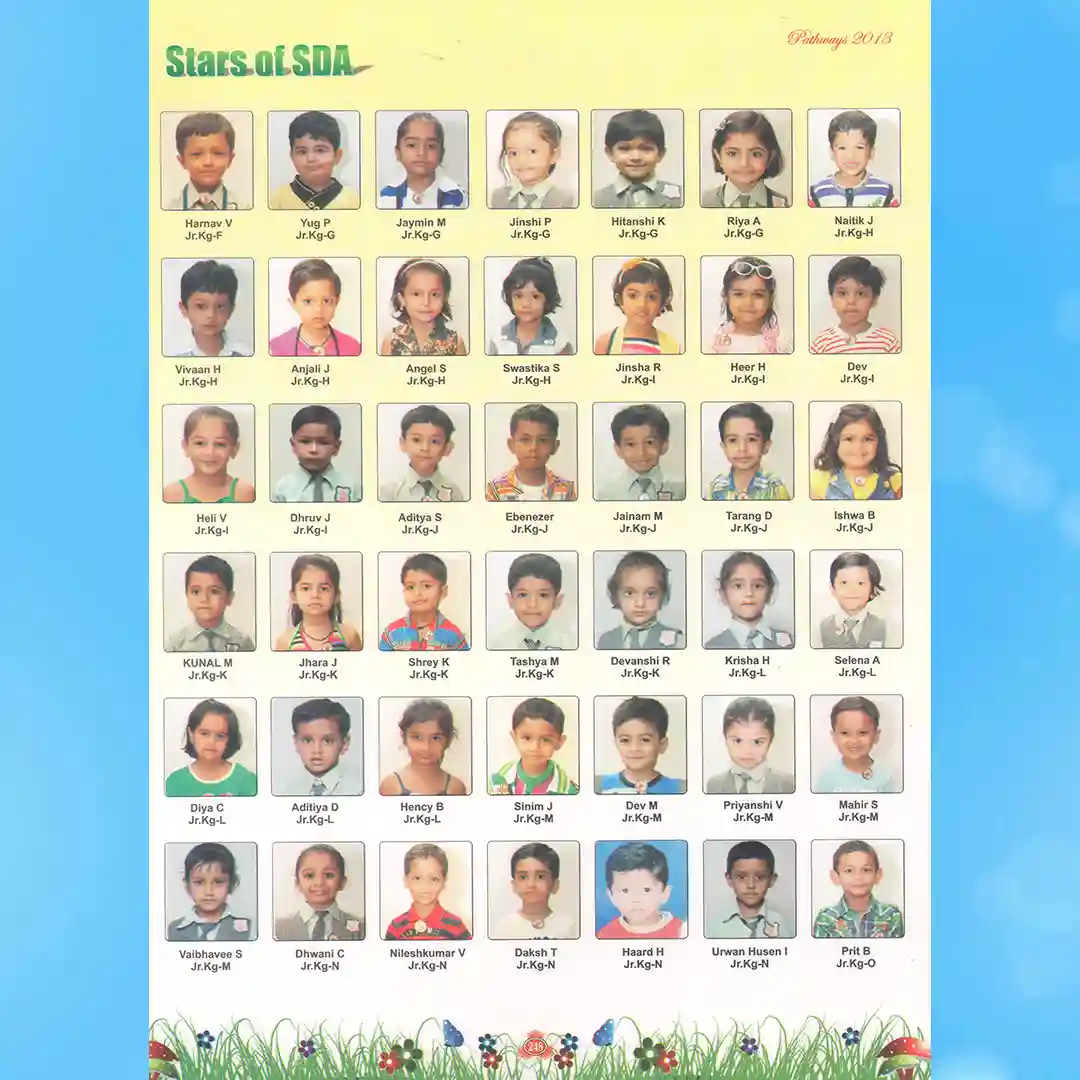 Pathways 2013
Stars of SDA
Harnav V Yug P Jaymin M Jinshi P Hitanshi K Riya A Naitik J
Jr.Kg-F Jr.Kg-G Jr.Kg-G Jr.Kg-G Jr.Kg-G Jr.Kg-G Jr.Kg-H
Vivaan H Anjali J Angel S Swastika S Jinsha R Heer H Dev
Jr.Kg-H Jr.Kg-H Jr.Kg-H Jr.Kg-H Jr.Kg-I Jr.Kg-I Jr.Kg-I
Heli V Dhruv J Aditya S Ebenezer Jainam M Tarang D Ishwa B
Jr.Kg-I Jr.Kg-I Jr.Kg-J Jr.Kg-J Jr.Kg-J Jr.Kg-J Jr.Kg-J
KUNAL M Jhara J Shrey K Tashya M Devanshi R Krisha H Selena A
Jr.Kg-K Jr.Kg-K Jr.Kg-K Jr.Kg-K Jr.Kg-K Jr.Kg-L Jr.Kg-L
Diya C Aditiya D Hency B Sinim J Dev M Priyanshi V Mahir S
Jr.Kg-L Jr.Kg-L Jr.Kg-L Jr.Kg-M Jr.Kg-M Jr.Kg-M Jr.Kg-M
Vaibhavee S Dhwani C Nileshkumar V Daksh T Haard H Urwan Husen I Prit B
Jr.Kg-M Jr.Kg-N Jr.Kg-N Jr.Kg-N Jr.Kg-N Jr.Kg-N Jr.Kg-O